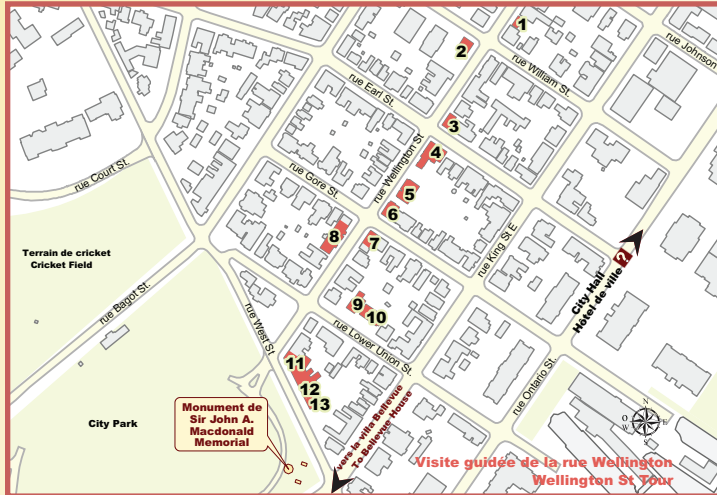 1
2
rue Johnson
rue William St.
rue Earl St.
3
4
rue Wellington St
rue Court St.
rue Gore St.
5
6
7
8
rue King St E
?
City Hall
Hôtel de ville
Terrain de cricket
Cricket Field
rue Bagot St.
9
10
rue West St
rue Lower Union St.
rue Ontario St.
11
12
13
vers la villa Bellevue
To Bellevue House
Monument de
Sir John A.
Macdonald
Memorial
City Park
N
O
W
E
S
Visite guidée de la rue Wellington
Wellington St Tour